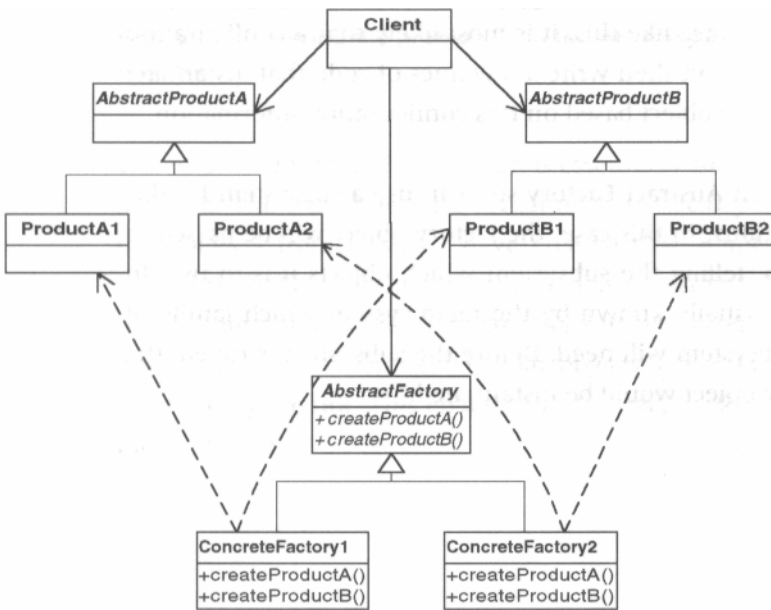 Client
AbstractProductA
AbstractProductB
ProductA1
ProductA2
ProductB1
ProductB2
AbstractFactory
+ createProductA()
+ createProductB()
ConcreteFactory1
+createProductA()
+createProductB()
ConcreteFactory2
+createProductA()
+createProductB()